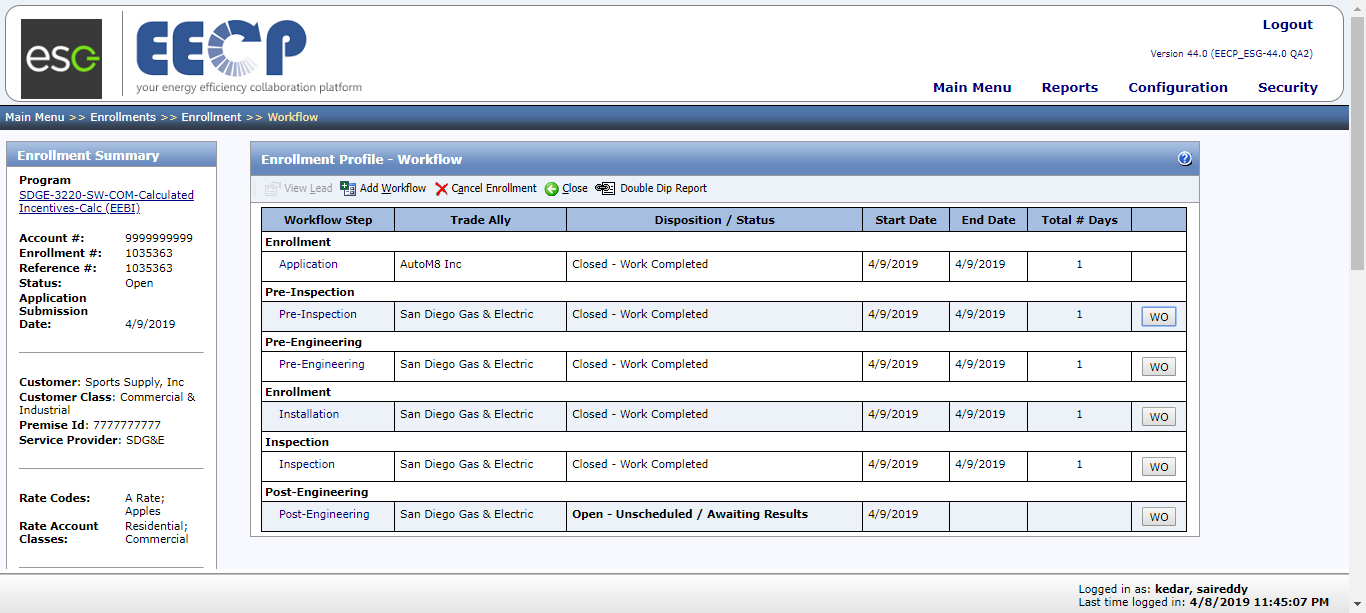 esg
EECP
your energy efficiency collaboration platform
Logout
Version 44.0 (EECP_ESG-44.0 QA2)
Main Menu Reports Configuration Security
Main Menu >> Enrollments >> Enrollment >> Workflow
Enrollment Summary
Program
SDGE-3220-SW-COM-Calculated
Incentives-Calc (EEBI)
Account #: 9999999999
Enrollment #: 1035363
Reference #: 1035363
Status: Open
Application
Submission
Date: 4/9/2019
Customer: Sports Supply, Inc
Customer Class: Commercial &
Industrial
Premise Id: 7777777777
Service Provider: SDG&E
Rate Codes: A Rate;
Apples
Rate Account Residential;
Classes: Commercial
Enrollment Profile - Workflow
?
View Lead Add Workflow Cancel Enrollment Close Double Dip Report
Workflow Step Trade Ally Disposition / Status Start Date End Date Total # Days
Enrollment
Application AutoM8 Inc Closed - Work Completed 4/9/2019 4/9/2019 1
Pre-Inspection
Pre-Inspection San Diego Gas & Electric Closed - Work Completed 4/9/2019 4/9/2019 1 WO
Pre-Engineering
Pre-Engineering San Diego Gas & Electric Closed - Work Completed 4/9/2019 4/9/2019 1 WO
Enrollment
Installation San Diego Gas & Electric Closed - Work Completed 4/9/2019 4/9/2019 1 WO
Inspection
Inspection San Diego Gas & Electric Closed - Work Completed 4/9/2019 4/9/2019 1 WO
Post-Engineering
Post-Engineering San Diego Gas & Electric Open - Unscheduled / Awaiting Results 4/9/2019 WO
Logged in as: kedar, saireddy
Last time logged in: 4/8/2019 11:45:07 PM